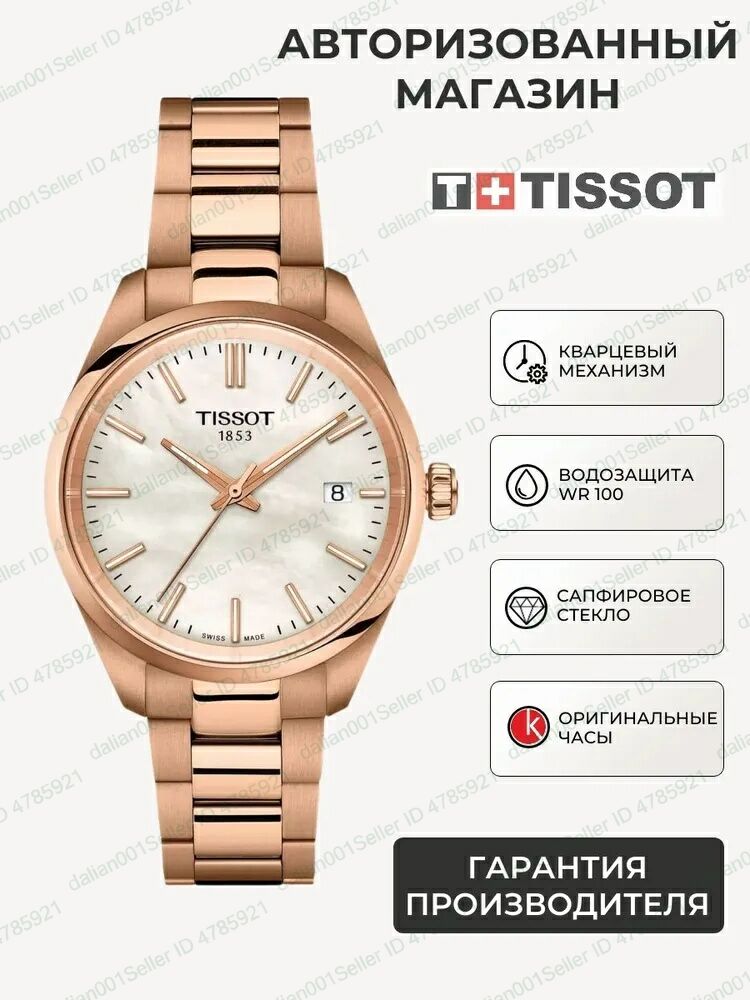 АВТОРИЗОВАННЫЙ
МАГАЗИН
T+TISSOT
TISSOT
1853
8
SWISS MADE
КВАРЦЕВЫЙ
МЕХАНИЗМ
ВОДОЗАЩИТА
WR 100
САПФИРОВОЕ
СТЕКЛО
k ОРИГИНАЛЬНЫЕ
ЧАСЫ
ГАРАНТИЯ
ПРОИЗВОДИТЕЛЯ
dalian001Seller ID 4785921